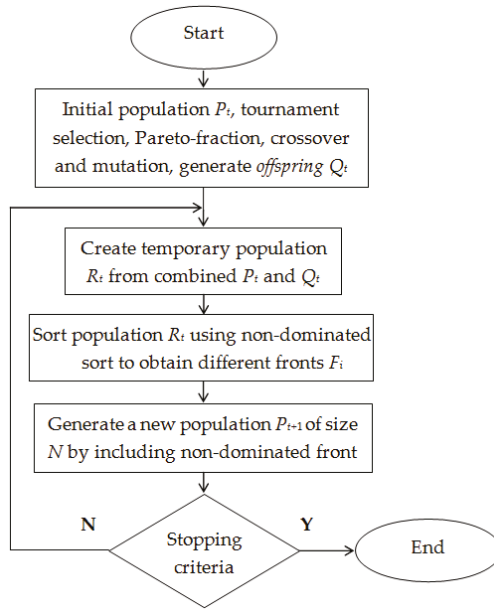 Start
Initial population Pt, tournament
selection, Pareto-fraction, crossover
and mutation, generate offspring Qt
Create temporary population
Rt from combined Pt and Qt
Sort population Rt using non-dominated
sort to obtain different fronts Fi
Generate a new population Pt+1 of size
N by including non-dominated front
N
Y
Stopping
criteria
End